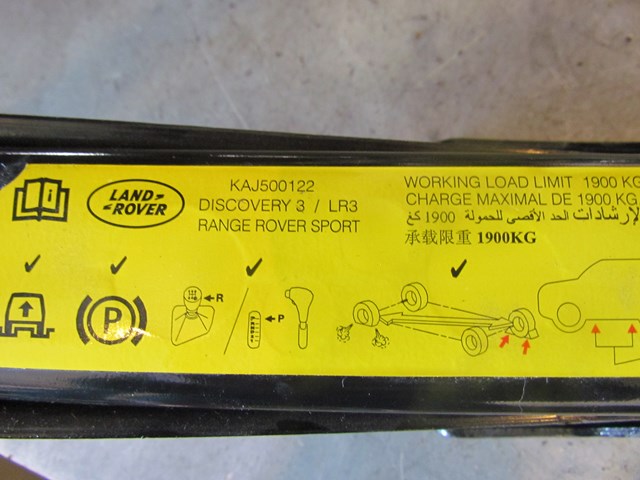 LAND
ROVER
KAJ500122
DISCOVERY 3 / LR3
RANGE ROVER SPORT
WORKING LOAD LIMIT 1900 KG
CHARGE MAXIMAL DE 1900 KG
الإرشادات الحد الأقصى للحمولة 1900 كغ
承载限重 1900KG
R
P
P